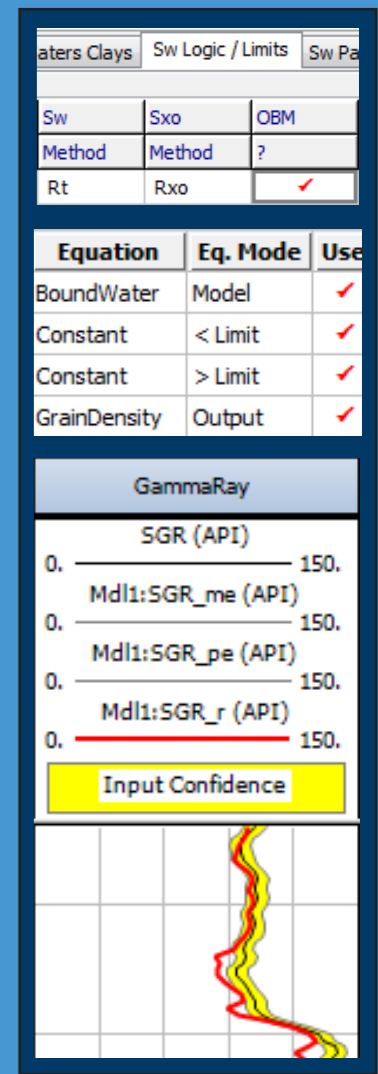 aters Clays Sw Logic / Limits Sw Pa
Sw Sxo OBM
Method Method ?
Rt Rxo ✓
Equation Eq. Mode Use
BoundWater Model ✓
Constant < Limit ✓
Constant > Limit ✓
GrainDensity Output ✓
GammaRay
SGR (API)
0. 150.
Mdl1:SGR_me (API)
0. 150.
Mdl1:SGR_pe (API)
0. 150.
Mdl1:SGR_r (API)
0. 150.
Input Confidence